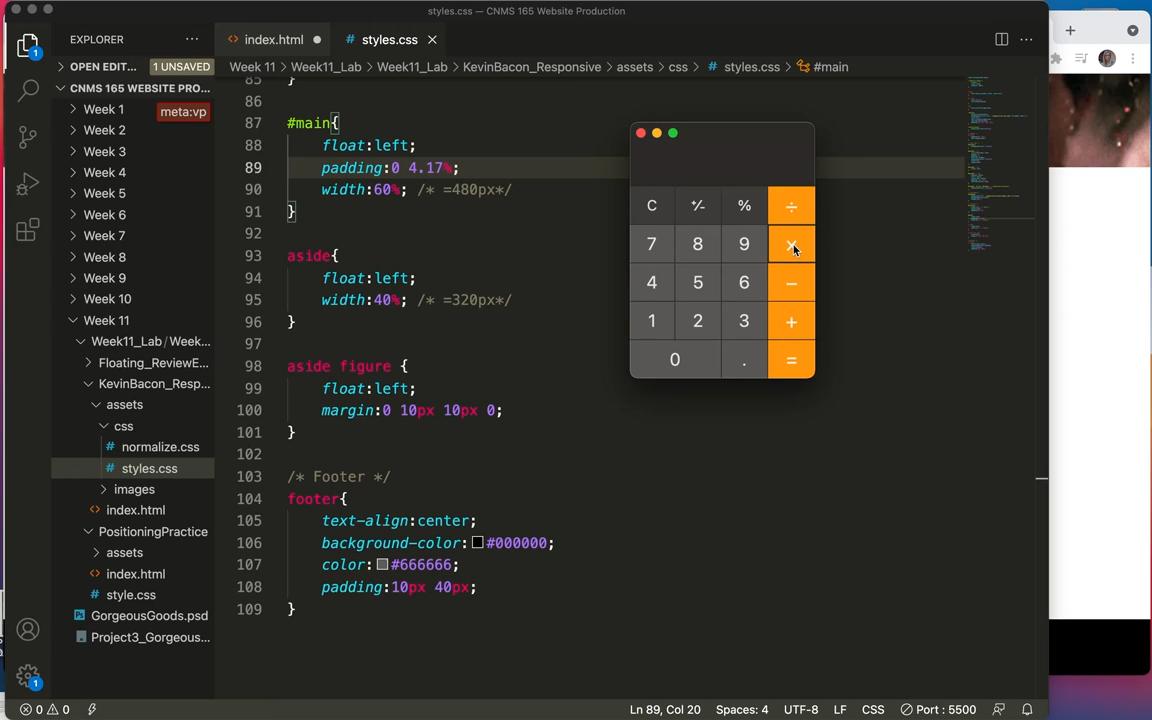 styles.css — CNMS 165 Website Production
EXPLORER
index.html
styles.css
OPEN EDIT... 1 UNSAVED
Week 11 > Week11_Lab > Week11_Lab > KevinBacon_Responsive > assets > css > # styles.css > #main
CNMS 165 WEBSITE PRO...
Week 1
meta:vp
Week 2
Week 3
Week 4
Week 5
Week 6
Week 7
Week 8
Week 9
Week 10
Week 11
Week11_Lab / Week...
Floating_ReviewE...
KevinBacon_Resp...
assets
css
# normalize.css
# styles.css
images
<> index.html
PositioningPractice
assets
<> index.html
# style.css
Ps GorgeousGoods.psd
Project3_Gorgeous...
85 }
86
87 #main{
88 float:left;
89 padding:0 4.17%;
90 width:60%; /* =480px*/
91 }
92
93 aside{
94 float:left;
95 width:40%; /* =320px*/
96 }
97
98 aside figure {
99 float:left;
100 margin:0 10px 10px 0;
101 }
102
103 /* Footer */
104 footer{
105 text-align:center;
106 background-color: #000000;
107 color: #666666;
108 padding:10px 40px;
109 }
C +/- % ÷
7 8 9 ×
4 5 6 −
1 2 3 +
0 . =
1
1
0 0
Ln 89, Col 20 Spaces: 4 UTF-8 LF CSS Port : 5500